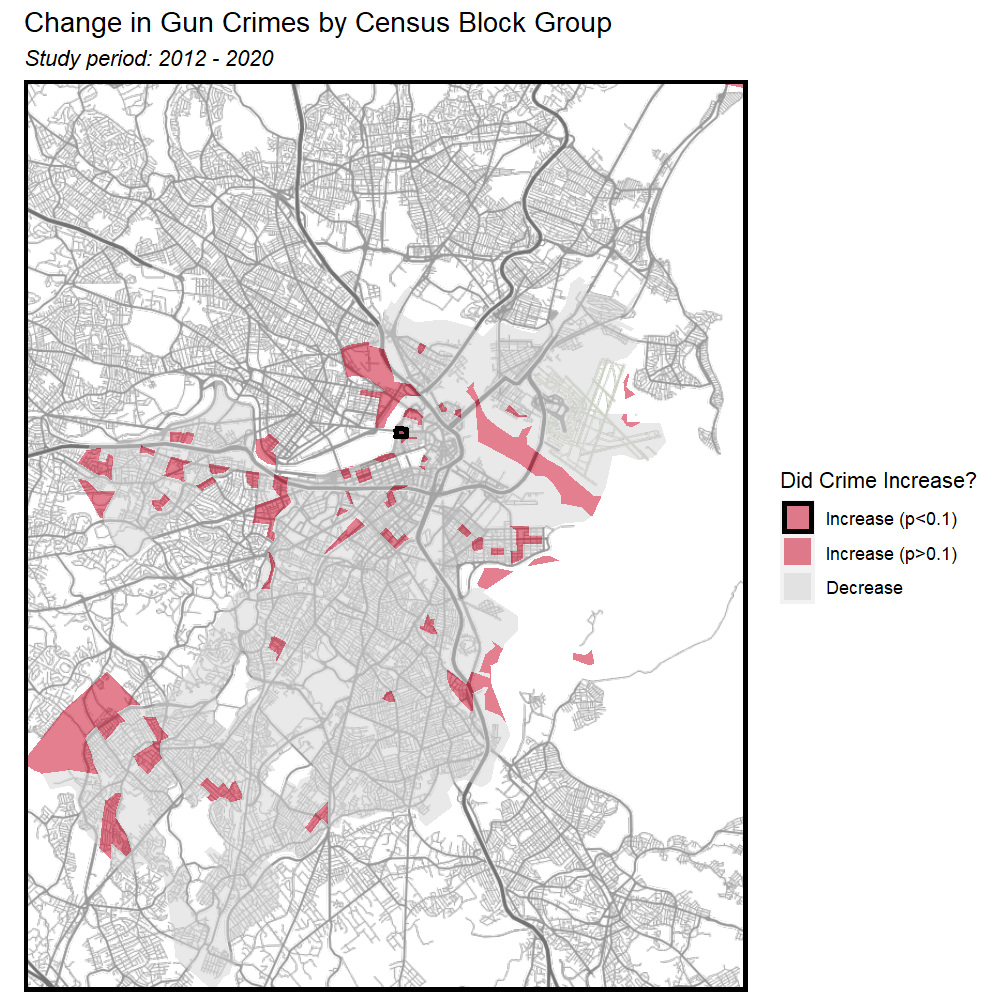 Change in Gun Crimes by Census Block Group
Study period: 2012 - 2020
Did Crime Increase?
Increase (p<0.1)
Increase (p>0.1)
Decrease